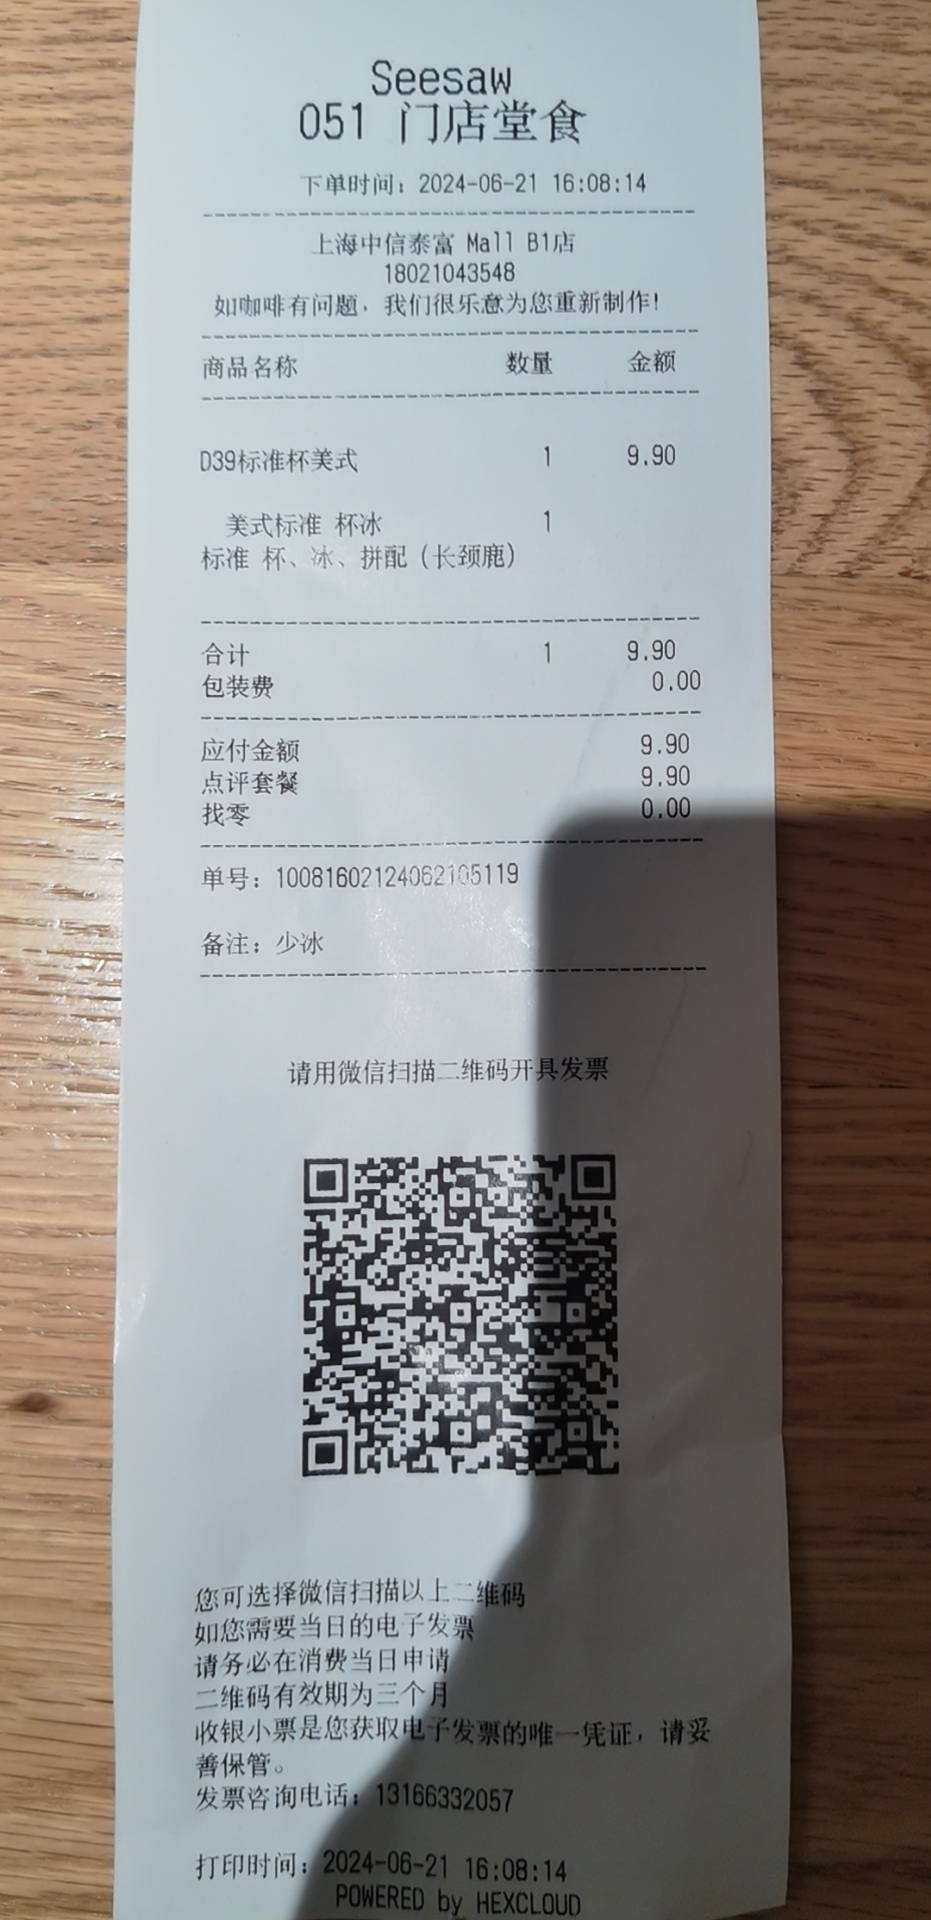 Seesaw
051 门店堂食
下单时间：2024-06-21 16:08:14
上海中信泰富 Mall B1店
18021043548
如咖啡有问题，我们很乐意为您重新制作！
商品名称 数量 金额
D39标准杯美式 1 9.90
美式标准 杯冰 1
标准 杯、冰、拼配（长颈鹿）
合计 1 9.90
包装费 0.00
应付金额 9.90
点评套餐 9.90
找零 0.00
单号：10081602124062105119
备注：少冰
请用微信扫描二维码开具发票
您可选择微信扫描以上二维码
如您需要当日的电子发票
请务必在消费当日申请
二维码有效期为三个月
收银小票是您获取电子发票的唯一凭证，请妥
善保管。
发票咨询电话：13166332057
打印时间：2024-06-21 16:08:14
POWERED by HEXCLOUD